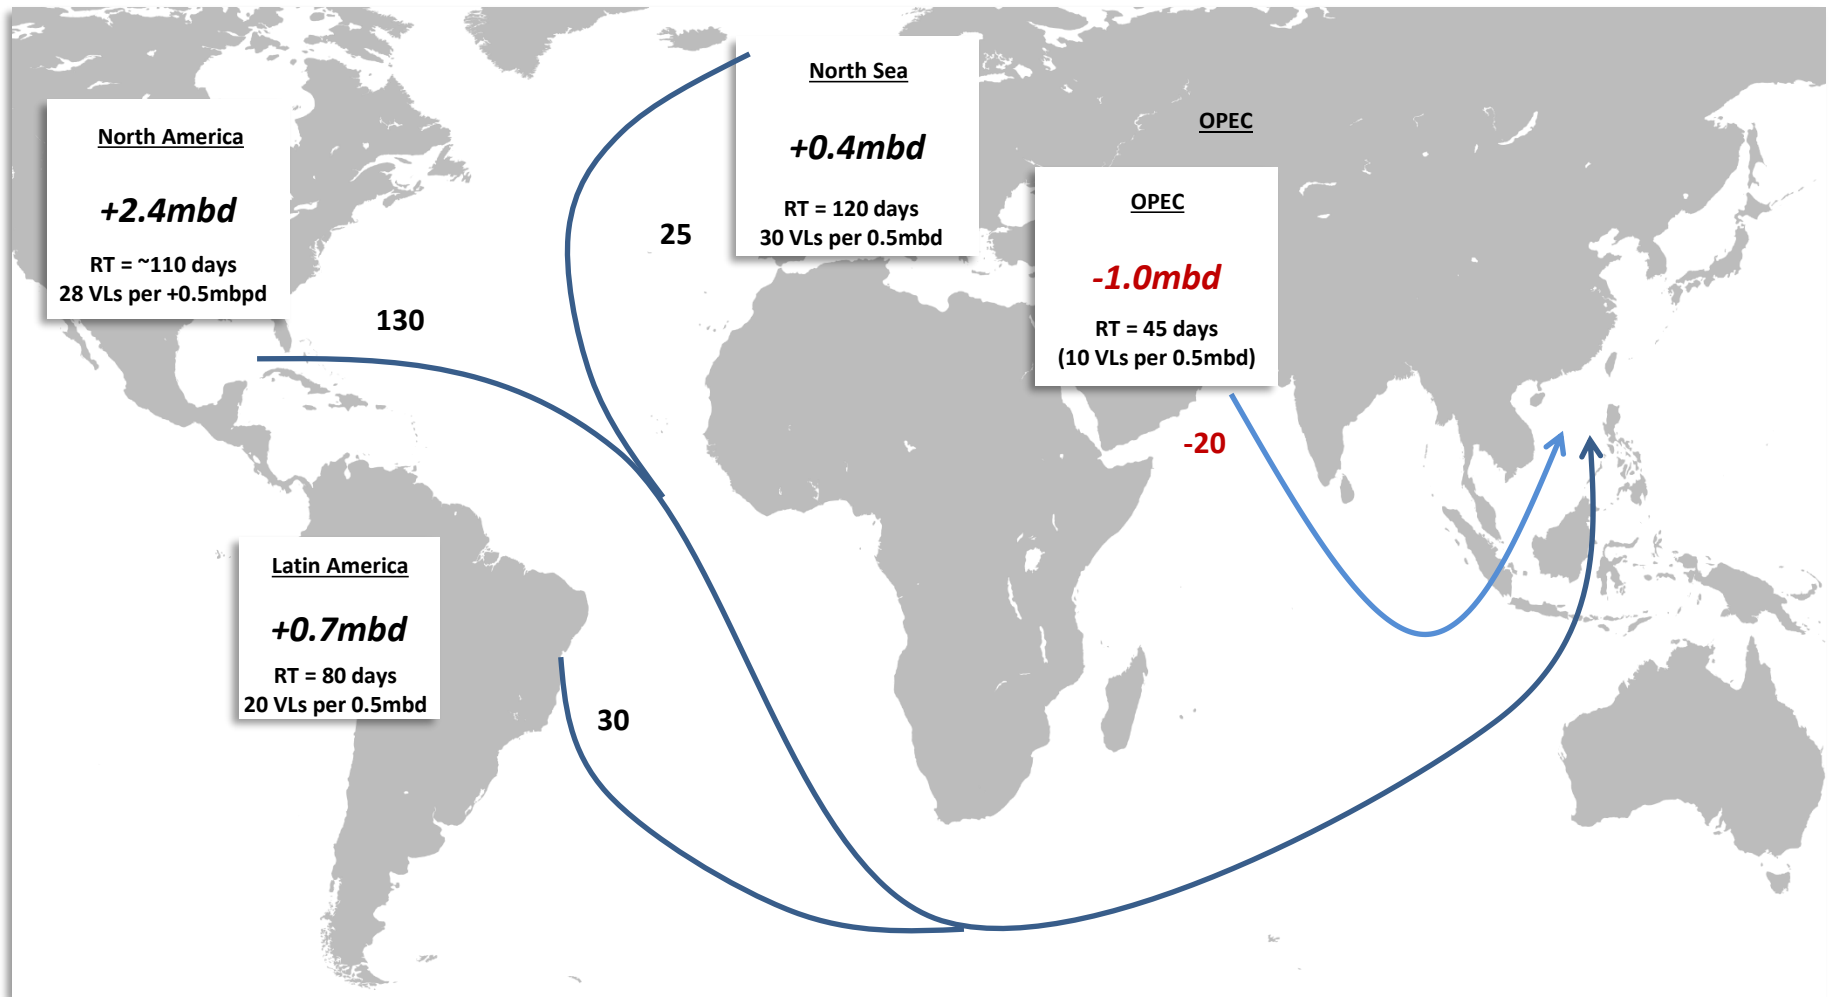 North America
+2.4mbd
RT = ~110 days
28 VLs per +0.5mbpd
130
North Sea
+0.4mbd
RT = 120 days
30 VLs per 0.5mbd
25
OPEC
OPEC
-1.0mbd
RT = 45 days
(10 VLs per 0.5mbd)
-20
Latin America
+0.7mbd
RT = 80 days
20 VLs per 0.5mbd
30